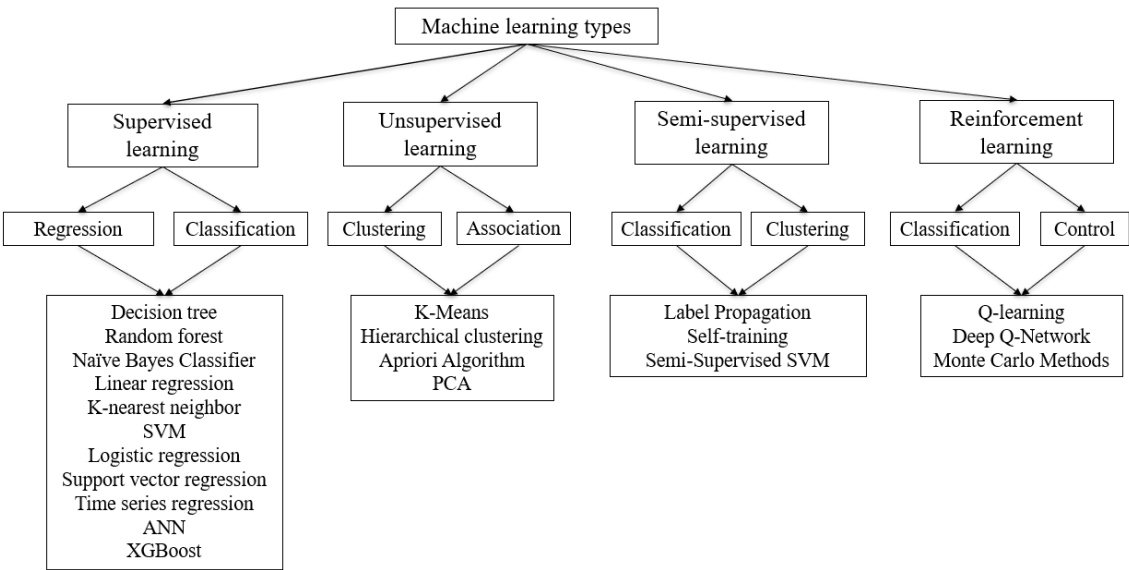 Machine learning types
Supervised
learning
Unsupervised
learning
Semi-supervised
learning
Reinforcement
learning
Regression
Classification
Clustering
Association
Classification
Clustering
Classification
Control
Decision tree
Random forest
Naïve Bayes Classifier
Linear regression
K-nearest neighbor
SVM
Logistic regression
Support vector regression
Time series regression
ANN
XGBoost
K-Means
Hierarchical clustering
Apriori Algorithm
PCA
Label Propagation
Self-training
Semi-Supervised SVM
Q-learning
Deep Q-Network
Monte Carlo Methods